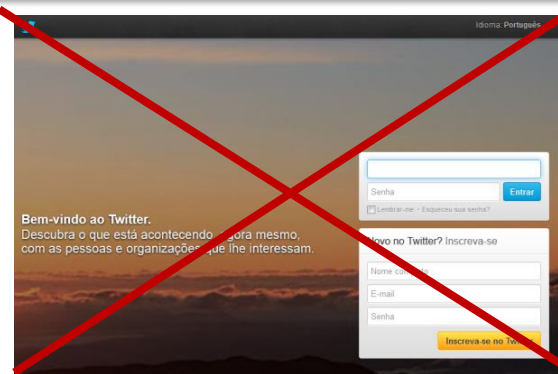 Idioma: Português
Senha
Entrar
Lembrar-me · Esqueceu sua senha?
Bem-vindo ao Twitter.
Descubra o que está acontecendo, agora mesmo,
com as pessoas e organizações que lhe interessam.
Novo no Twitter? Inscreva-se
Nome completo
E-mail
Senha
Inscreva-se no Twitter